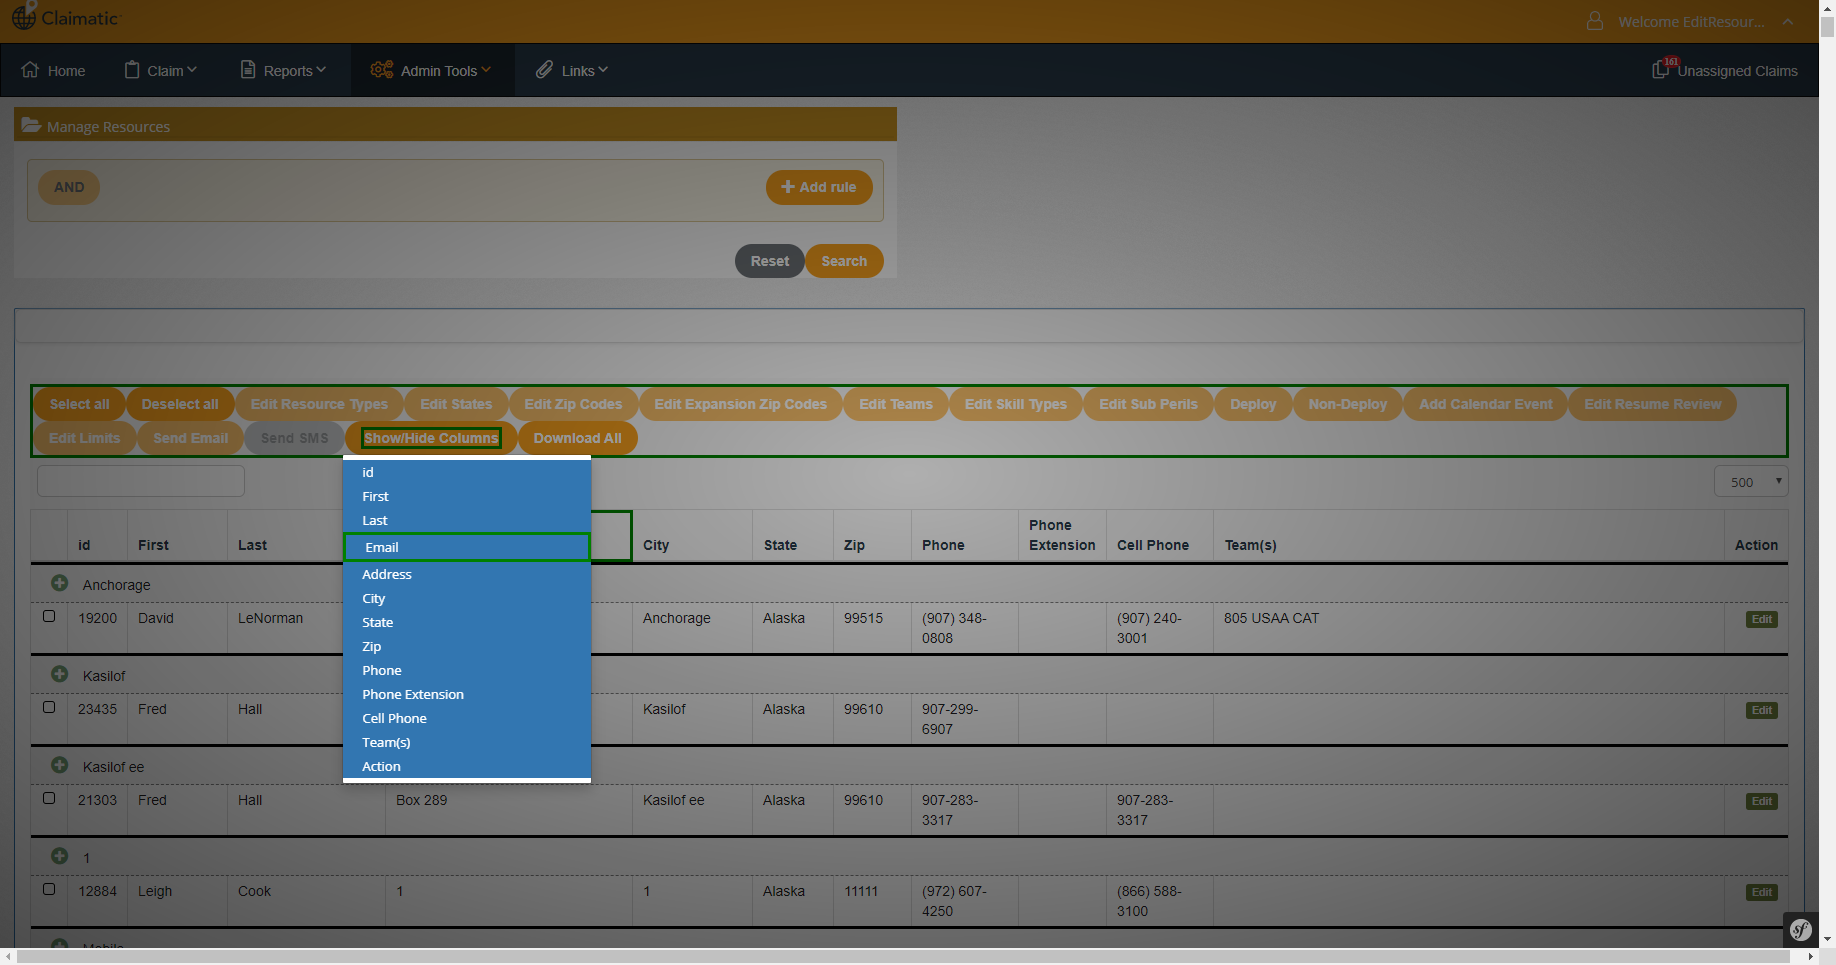 Claimatic
Welcome EditResour...
Home
Claim
Reports
Admin Tools
Links
161
Unassigned Claims
Manage Resources
AND
Add rule
Reset
Search
Select all
Deselect all
Edit Resource Types
Edit States
Edit Zip Codes
Edit Expansion Zip Codes
Edit Teams
Edit Skill Types
Edit Sub Perils
Deploy
Non-Deploy
Add Calendar Event
Edit Resume Review
Edit Limits
Send Email
Send SMS
Show/Hide Columns
Download All
500
id
First
Last
Email
Address
City
State
Zip
Phone
Phone Extension
Cell Phone
Team(s)
Action
id
First
Last
City
State
Zip
Phone
Phone
Extension
Cell Phone
Team(s)
Action
Anchorage
19200 David LeNorman Anchorage Alaska 99515 (907) 348- (907) 240- 805 USAA CAT Edit
0808 3001
Kasilof
23435 Fred Hall Kasilof Alaska 99610 907-299- Edit
6907
Kasilof ee
21303 Fred Hall Box 289 Kasilof ee Alaska 99610 907-283- 907-283- Edit
3317 3317
1
12884 Leigh Cook 1 1 Alaska 11111 (972) 607- (866) 588- Edit
4250 3100
sf